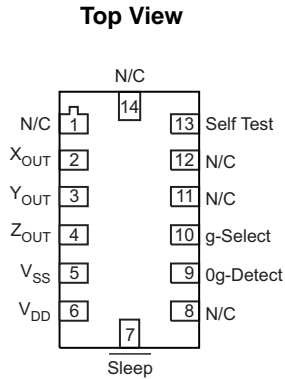 Top View
N/C
14
N/C 1
13 Self Test
X_OUT 2
12 N/C
Y_OUT 3
11 N/C
Z_OUT 4
10 g-Select
V_SS 5
9 0g-Detect
V_DD 6
8 N/C
7
Sleep